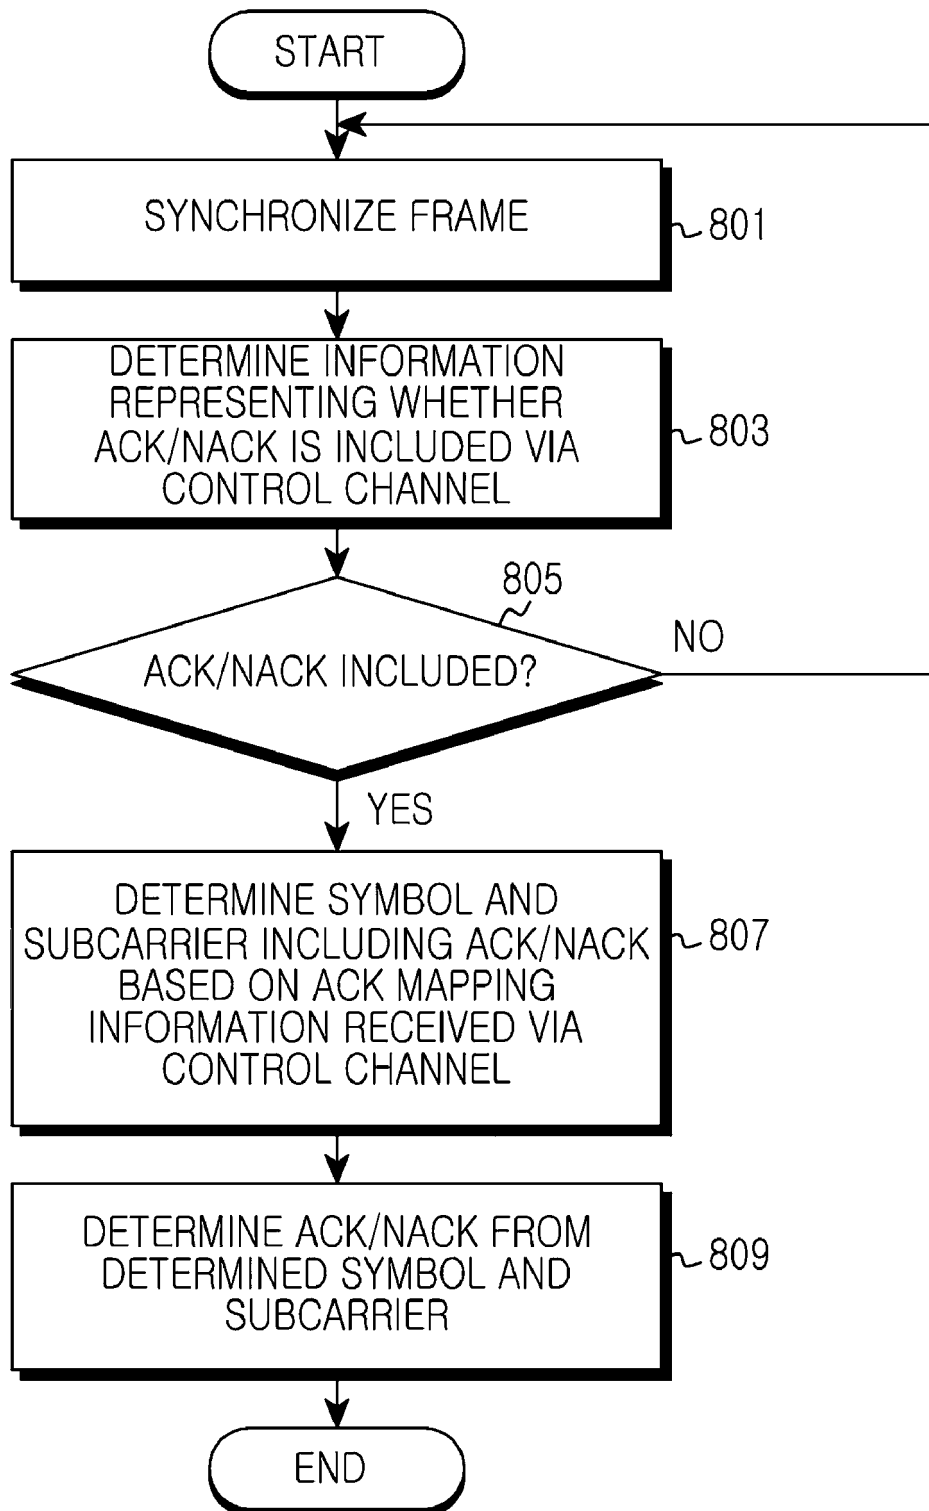 START
SYNCHRONIZE FRAME
801
DETERMINE INFORMATION
REPRESENTING WHETHER
ACK/NACK IS INCLUDED VIA
CONTROL CHANNEL
803
805
ACK/NACK INCLUDED?
NO
YES
DETERMINE SYMBOL AND
SUBCARRIER INCLUDING ACK/NACK
BASED ON ACK MAPPING
INFORMATION RECEIVED VIA
CONTROL CHANNEL
807
DETERMINE ACK/NACK FROM
DETERMINED SYMBOL AND
SUBCARRIER
809
END